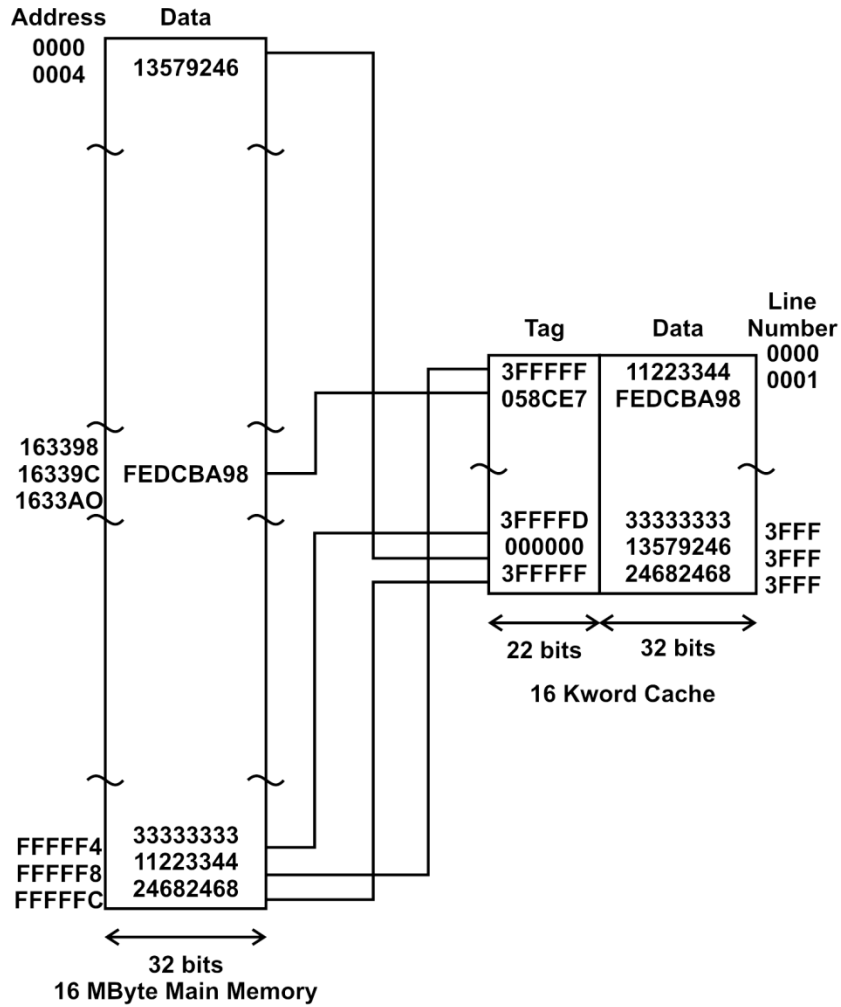 Address Data
0000
0004 13579246
Line
Number
Tag Data
0000
3FFFFF 11223344
0001
058CE7 FEDCBA98
163398
16339C FEDCBA98
1633AO
3FFFFD 33333333 3FFF
000000 13579246 3FFF
3FFFFF 24682468 3FFF
22 bits 32 bits
16 Kword Cache
FFFFF4 33333333
FFFFF8 11223344
FFFFFC 24682468
32 bits
16 MByte Main Memory